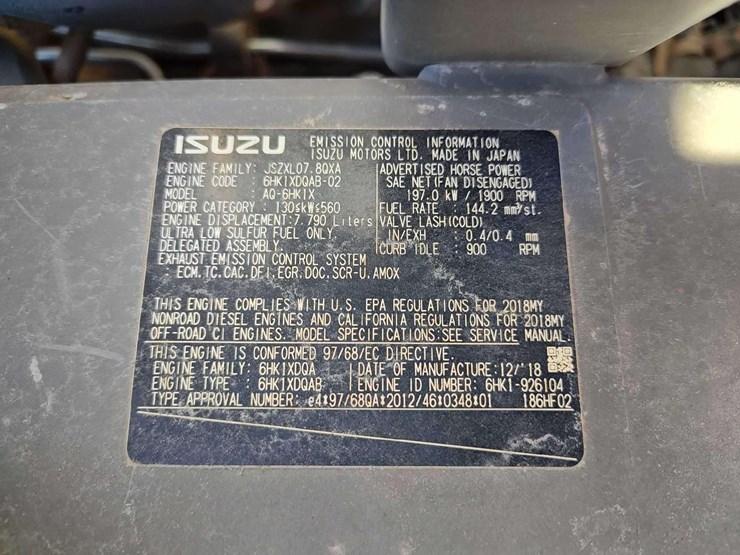 ISUZU EMISSION CONTROL INFORMATION
ISUZU MOTORS LTD. MADE IN JAPAN
ENGINE FAMILY: JSZXL07.8QXA
ENGINE CODE : 6HK1XDQAB-02
MODEL : AQ-6HK1X
POWER CATEGORY : 130≤kW≤560
ENGINE DISPLACEMENT:7.790 Liters
ULTRA LOW SULFUR FUEL ONLY.
DELEGATED ASSEMBLY.
EXHAUST EMISSION CONTROL SYSTEM
: ECM,TC,CAC,DFI,EGR,DOC,SCR-U,AMOX
ADVERTISED HORSE POWER
SAE NET(FAN DISENGAGED)
197.0 kW / 1900 RPM
FUEL RATE : 144.2 mm³/st.
VALVE LASH(COLD)
IN/EXH : 0.4/0.4 mm
CURB IDLE : 900 RPM
THIS ENGINE COMPLIES WITH U.S. EPA REGULATIONS FOR 2018MY
NONROAD DIESEL ENGINES AND CALIFORNIA REGULATIONS FOR 2018MY
OFF-ROAD CI ENGINES. MODEL SPECIFICATIONS:SEE SERVICE MANUAL.
THIS ENGINE IS CONFORMED 97/68/EC DIRECTIVE.
ENGINE FAMILY: 6HK1XDQA DATE OF MANUFACTURE:12/'18
ENGINE TYPE : 6HK1XDQAB ENGINE ID NUMBER: 6HK1-926104
TYPE APPROVAL NUMBER: e4*97/68QA*2012/46*0348*01 186HF02